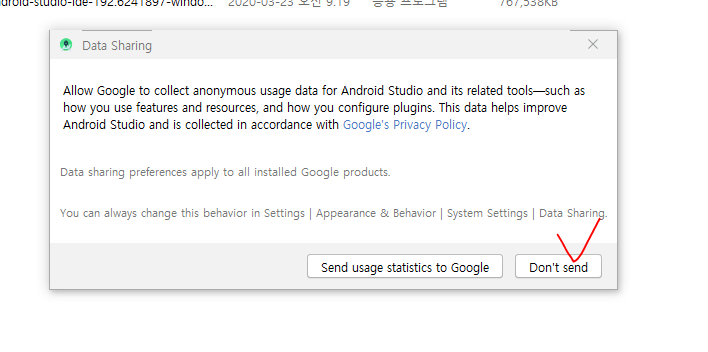 droid-studio-ide-192.6241897-windo... 2020-03-23 오전 9:19 응용 프로그램 767,538KB
Data Sharing
Allow Google to collect anonymous usage data for Android Studio and its related tools—such as
how you use features and resources, and how you configure plugins. This data helps improve
Android Studio and is collected in accordance with Google's Privacy Policy.
Data sharing preferences apply to all installed Google products.
You can always change this behavior in Settings | Appearance & Behavior | System Settings | Data Sharing.
Send usage statistics to Google Don't send